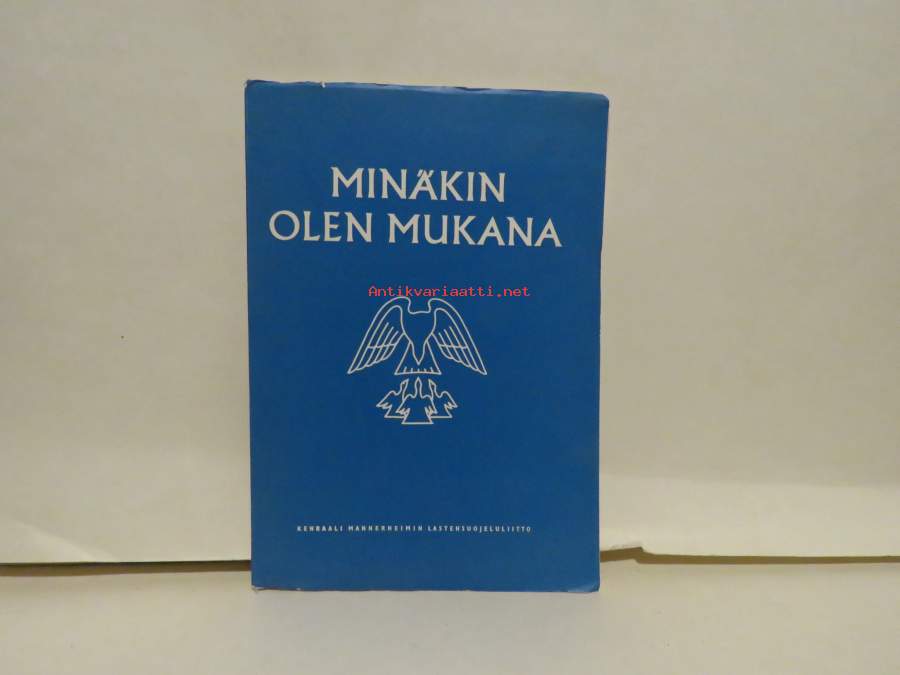 MINÄKIN
OLEN MUKANA
Antikvariaatti.net
KENRAALI MANNERHEIMIN LASTENSUOJELULIITTO